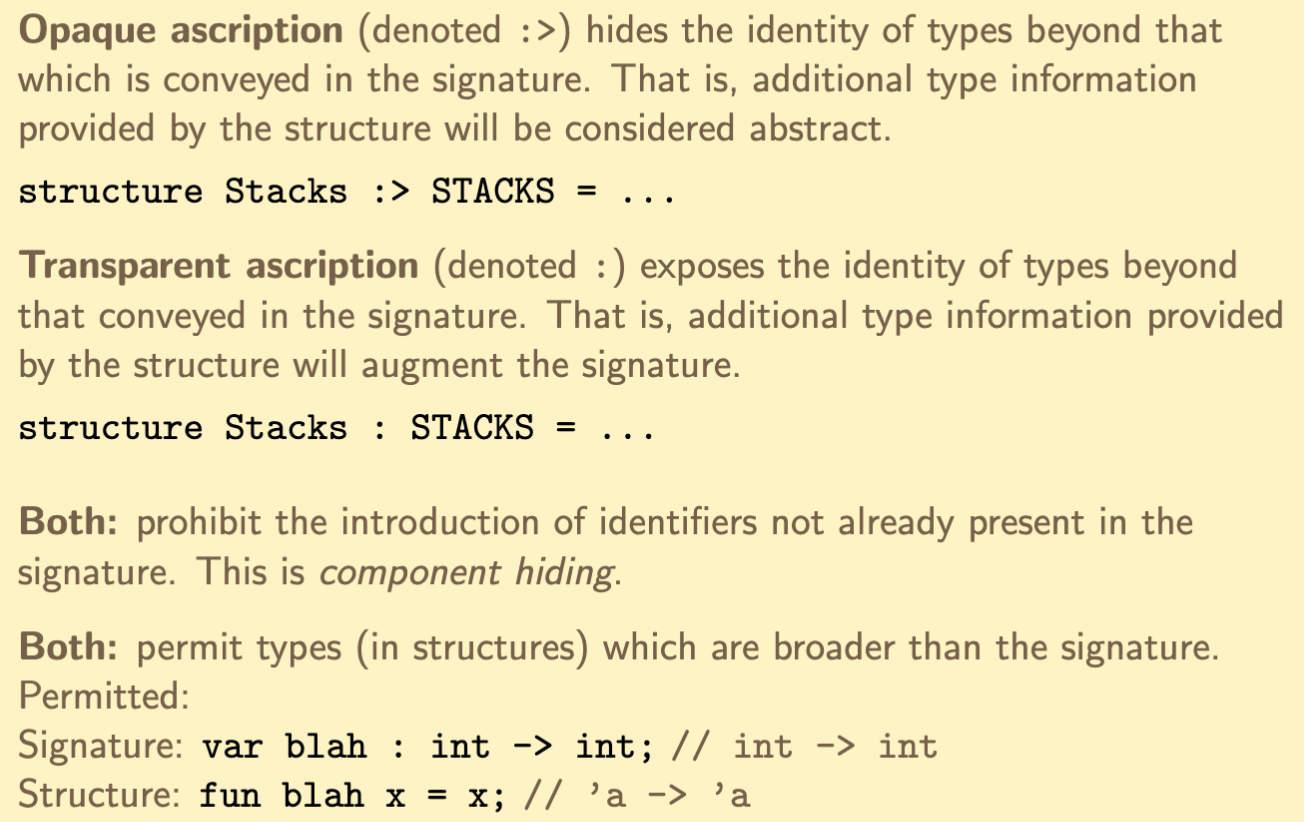 Opaque ascription (denoted :>) hides the identity of types beyond that
which is conveyed in the signature. That is, additional type information
provided by the structure will be considered abstract.
structure Stacks :> STACKS = ...
Transparent ascription (denoted :) exposes the identity of types beyond
that conveyed in the signature. That is, additional type information provided
by the structure will augment the signature.
structure Stacks : STACKS = ...
Both: prohibit the introduction of identifiers not already present in the
signature. This is component hiding.
Both: permit types (in structures) which are broader than the signature.
Permitted:
Signature: var blah : int -> int; // int -> int
Structure: fun blah x = x; // ’a -> ’a